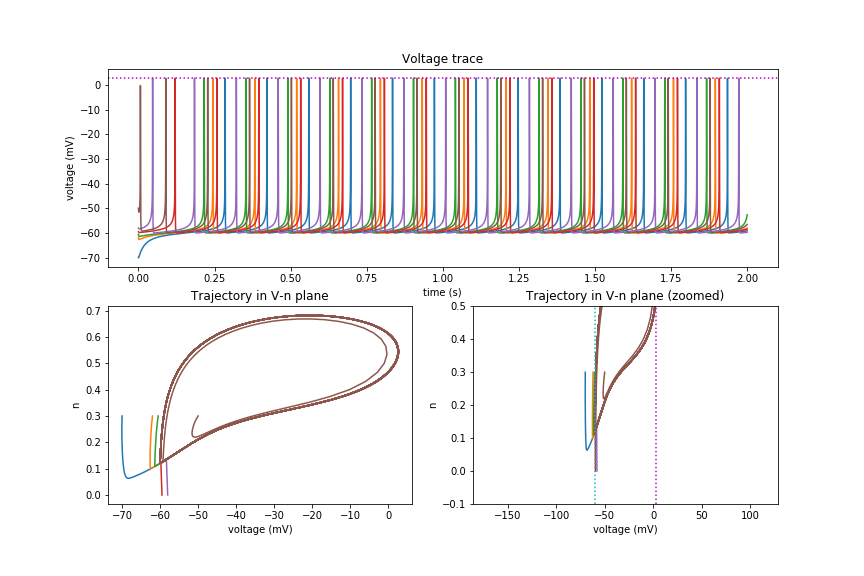 Voltage trace
voltage (mV)
0
−10
−20
−30
−40
−50
−60
−70
0.00 0.25 0.50 0.75 1.00 1.25 1.50 1.75 2.00
time (s)
Trajectory in V-n plane
n
0.7
0.6
0.5
0.4
0.3
0.2
0.1
0.0
−70 −60 −50 −40 −30 −20 −10 0
voltage (mV)
Trajectory in V-n plane (zoomed)
n
0.5
0.4
0.3
0.2
0.1
0.0
−0.1
−150 −100 −50 0 50 100
voltage (mV)